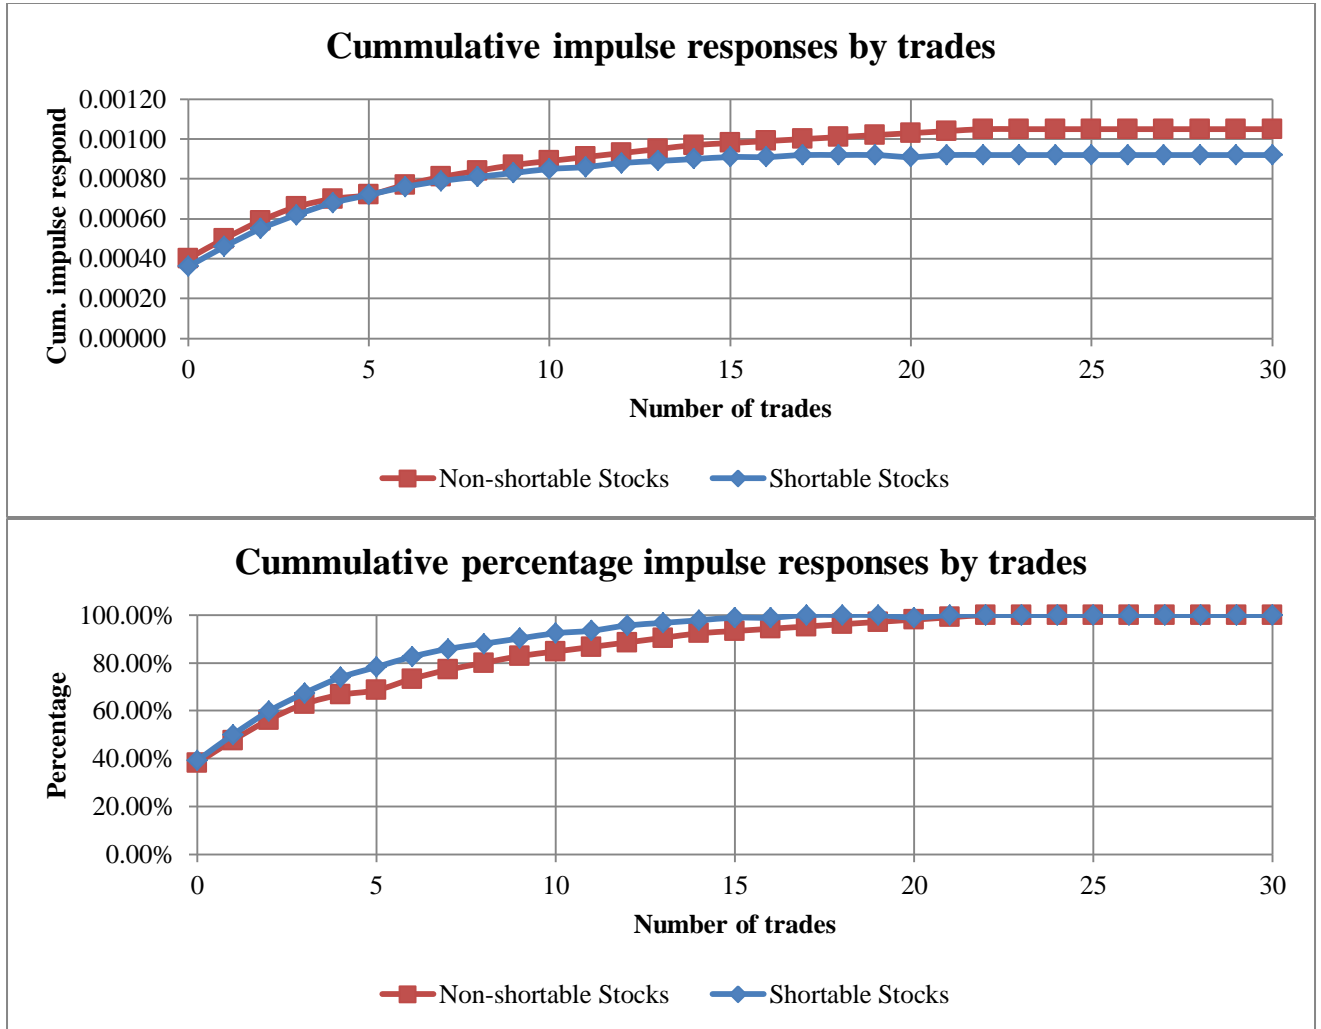 Cummulative impulse responses by trades
Cum. impulse respond
0.00120
0.00100
0.00080
0.00060
0.00040
0.00020
0.00000
0 5 10 15 20 25 30
Number of trades
Non-shortable Stocks Shortable Stocks
Cummulative percentage impulse responses by trades
Percentage
100.00%
80.00%
60.00%
40.00%
20.00%
0.00%
0 5 10 15 20 25 30
Number of trades
Non-shortable Stocks Shortable Stocks